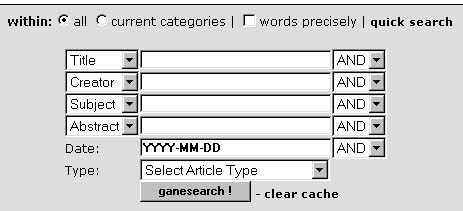 within: all current categories | words precisely | quick search
Title AND
Creator AND
Subject AND
Abstract AND
Date: YYYY-MM-DD AND
Type: Select Article Type
ganesearch ! - clear cache